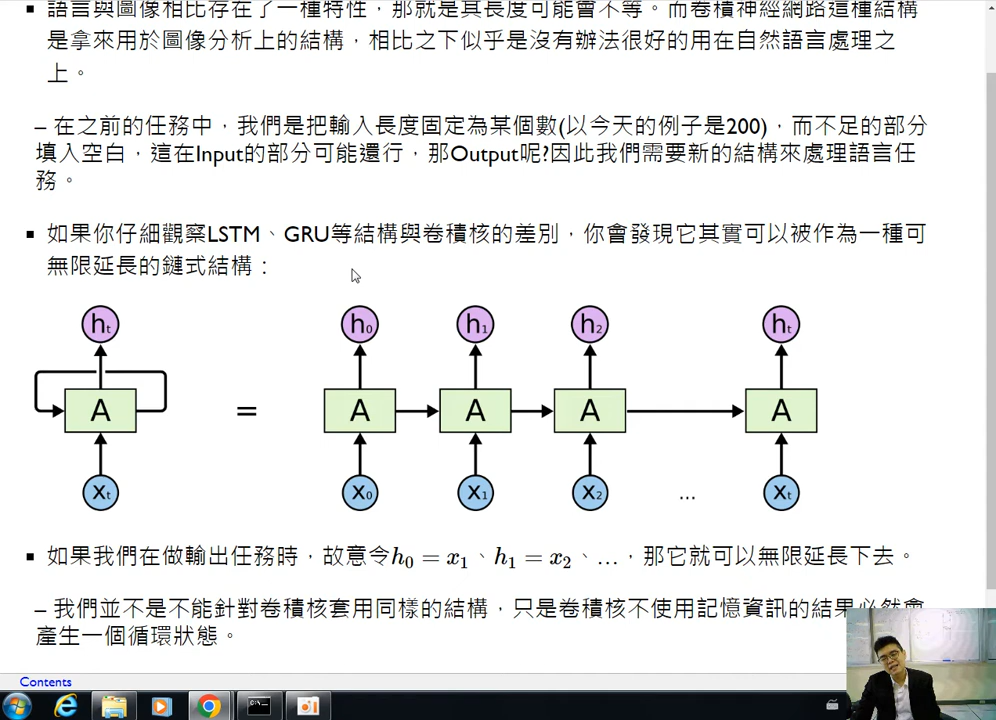 語言與圖像相比存在了一種特性，那就是其長度可能會不等。而卷積神經網路這種結構
是拿來用於圖像分析上的結構，相比之下似乎是沒有辦法很好的用在自然語言處理之
上。
– 在之前的任務中，我們是把輸入長度固定為某個數(以今天的例子是200)，而不足的部分
填入空白，這在Input的部分可能還行，那Output呢?因此我們需要新的結構來處理語言任
務。
如果你仔細觀察LSTM、GRU等結構與卷積核的差別，你會發現它其實可以被作為一種可
無限延長的鏈式結構：
hₜ h₀ h₁ h₂ hₜ
A = A A A A
xₜ x₀ x₁ x₂ ... xₜ
如果我們在做輸出任務時，故意令h₀ = x₁、h₁ = x₂、…，那它就可以無限延長下去。
– 我們並不是不能針對卷積核套用同樣的結構，只是卷積核不使用記憶資訊的結果必然會
產生一個循環狀態。
Contents